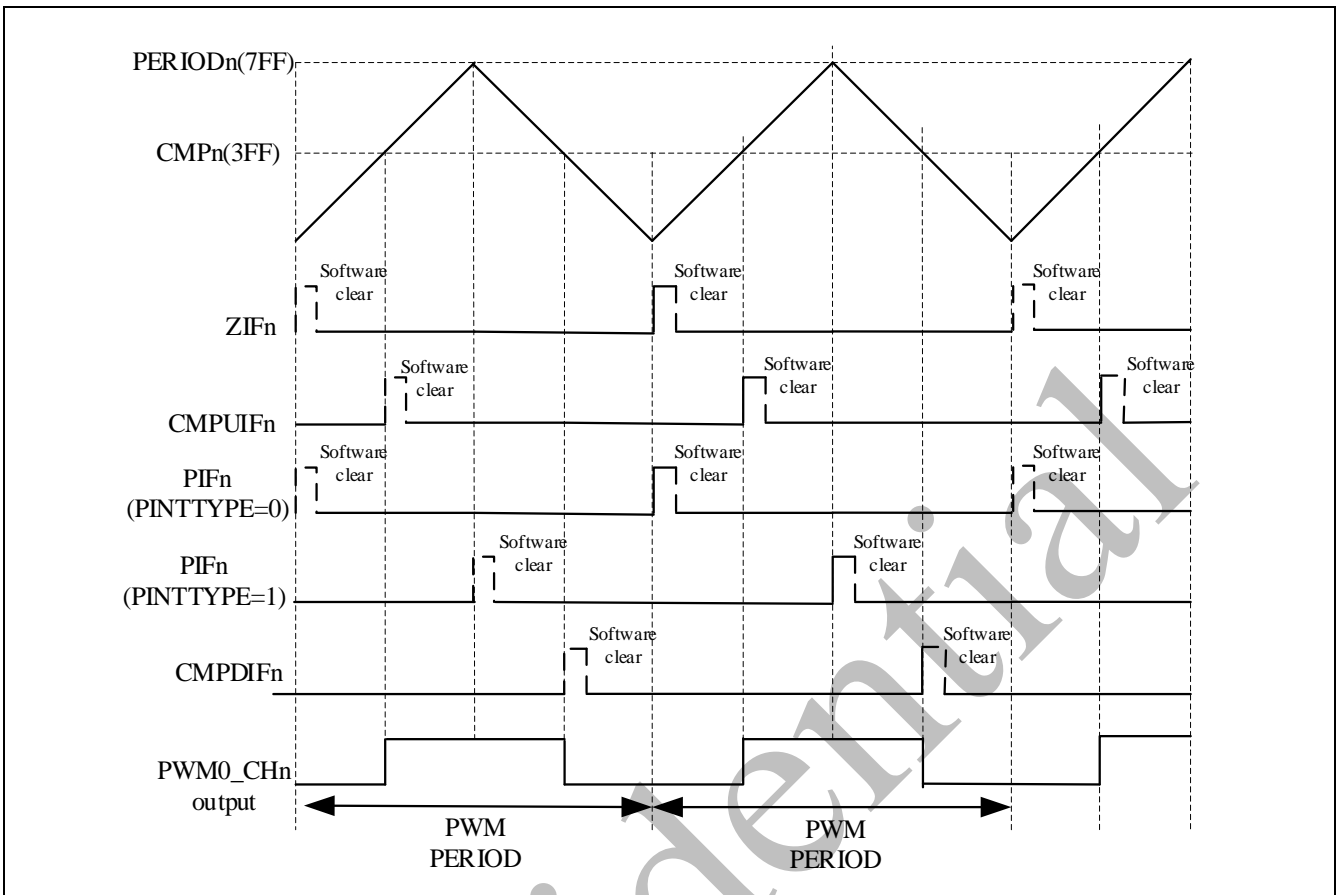 PERIODn(7FF)
CMPn(3FF)
Software
clear
Software
clear
Software
clear
ZIFn
Software
clear
Software
clear
Software
clear
CMPUIFn
Software
clear
Software
clear
Software
clear
PIFn
(PINTTYPE=0)
Software
clear
Software
clear
PIFn
(PINTTYPE=1)
Software
clear
Software
clear
CMPDIFn
PWM0_CHn
output
PWM
PERIOD
PWM
PERIOD
idential